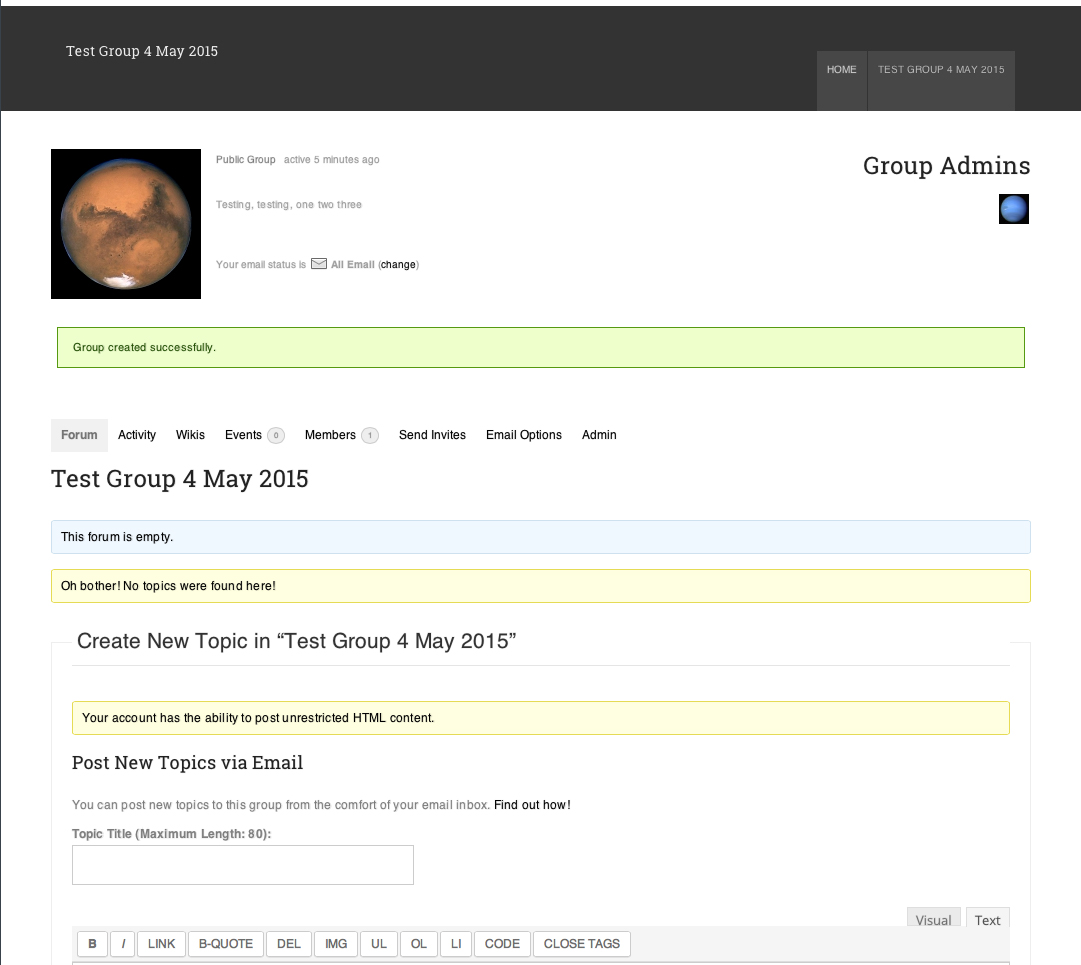 Test Group 4 May 2015
HOME TEST GROUP 4 MAY 2015
Public Group active 5 minutes ago
Group Admins
Testing, testing, one two three
Your email status is All Email (change)
Group created successfully.
Forum Activity Wikis Events 0 Members 1 Send Invites Email Options Admin
Test Group 4 May 2015
This forum is empty.
Oh bother! No topics were found here!
Create New Topic in “Test Group 4 May 2015”
Your account has the ability to post unrestricted HTML content.
Post New Topics via Email
You can post new topics to this group from the comfort of your email inbox. Find out how!
Topic Title (Maximum Length: 80):
Visual Text
B I LINK B-QUOTE DEL IMG UL OL LI CODE CLOSE TAGS